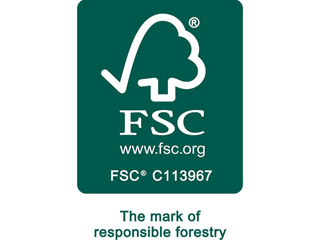 ®
FSC
www.fsc.org
FSC® C113967
The mark of
responsible forestry